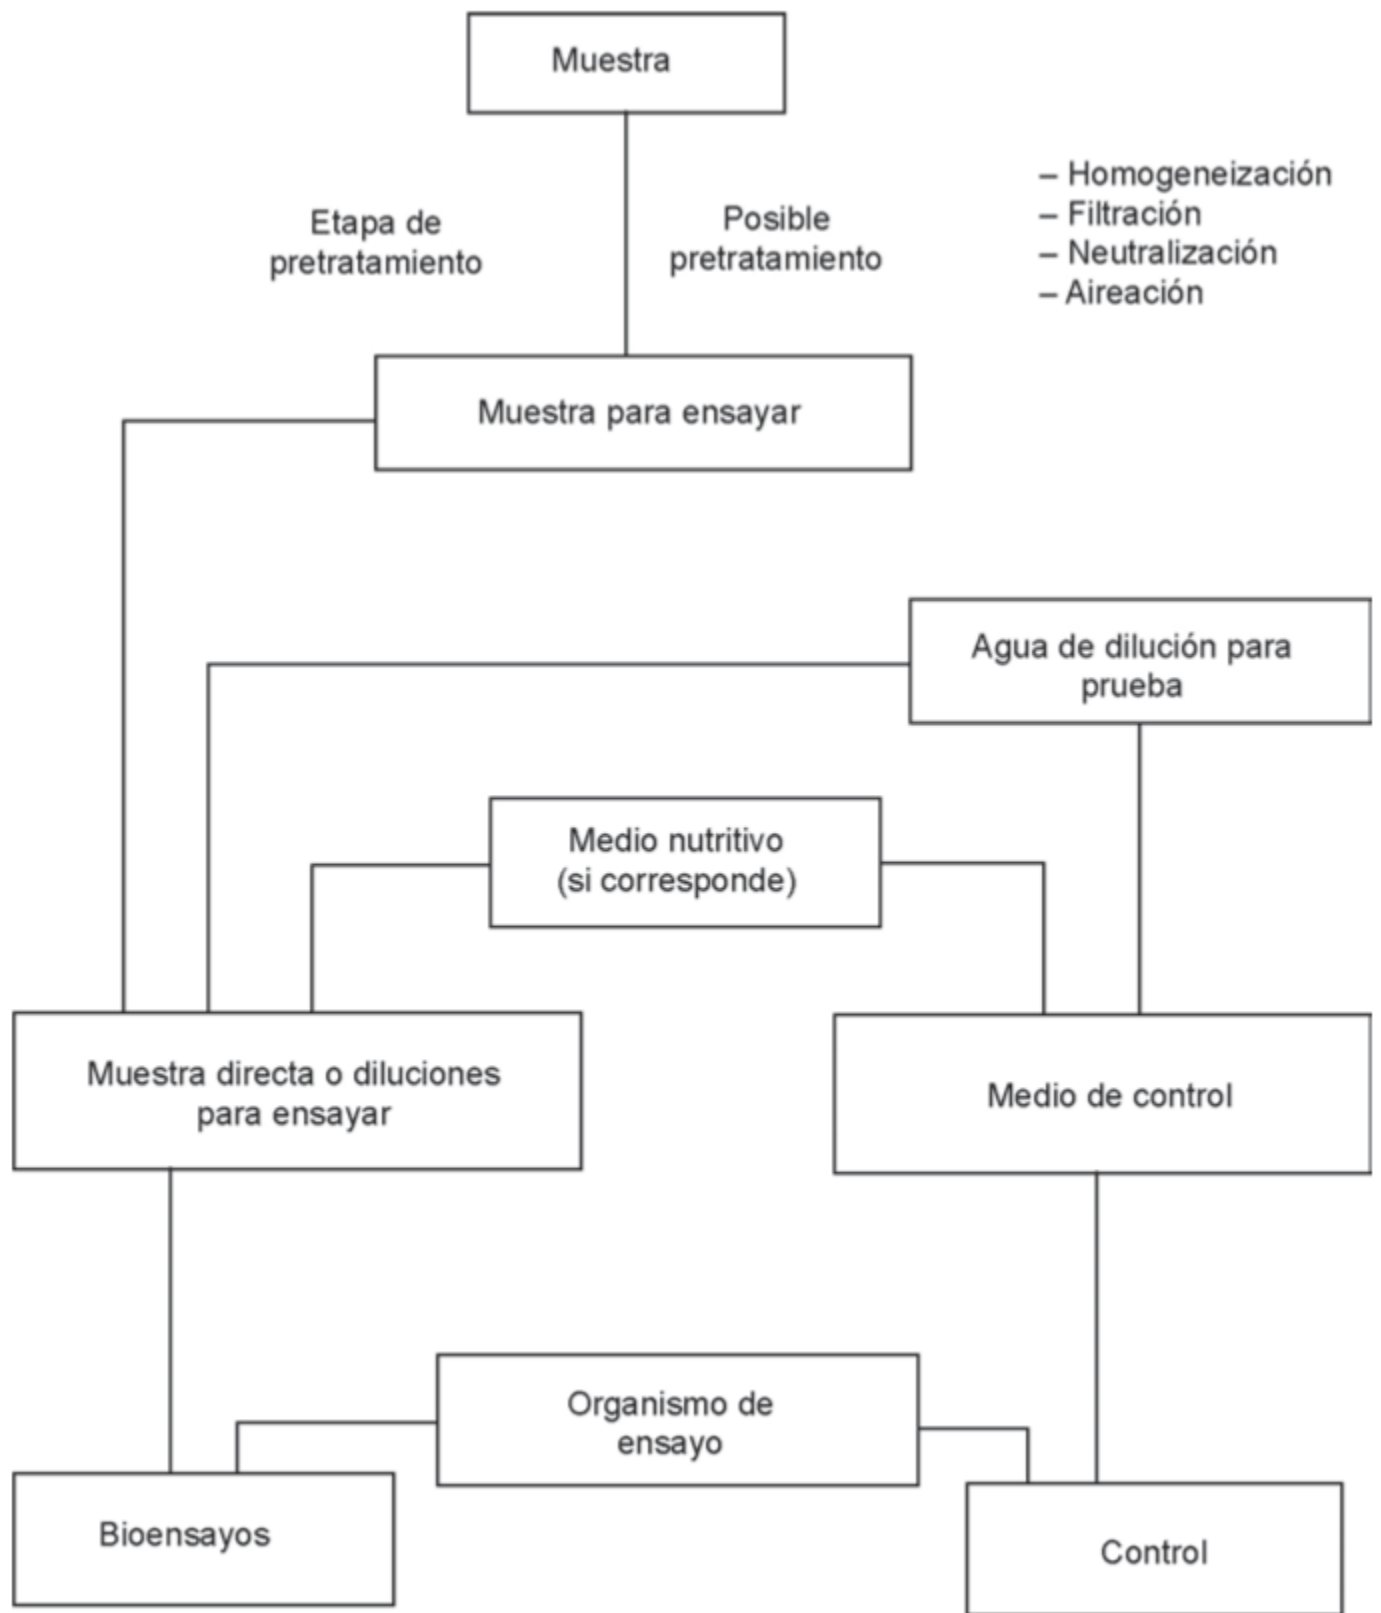 Muestra
Etapa de
pretratamiento
Posible
pretratamiento
– Homogeneización
– Filtración
– Neutralización
– Aireación
Muestra para ensayar
Agua de dilución para
prueba
Medio nutritivo
(si corresponde)
Muestra directa o diluciones
para ensayar
Medio de control
Organismo de
ensayo
Bioensayos
Control